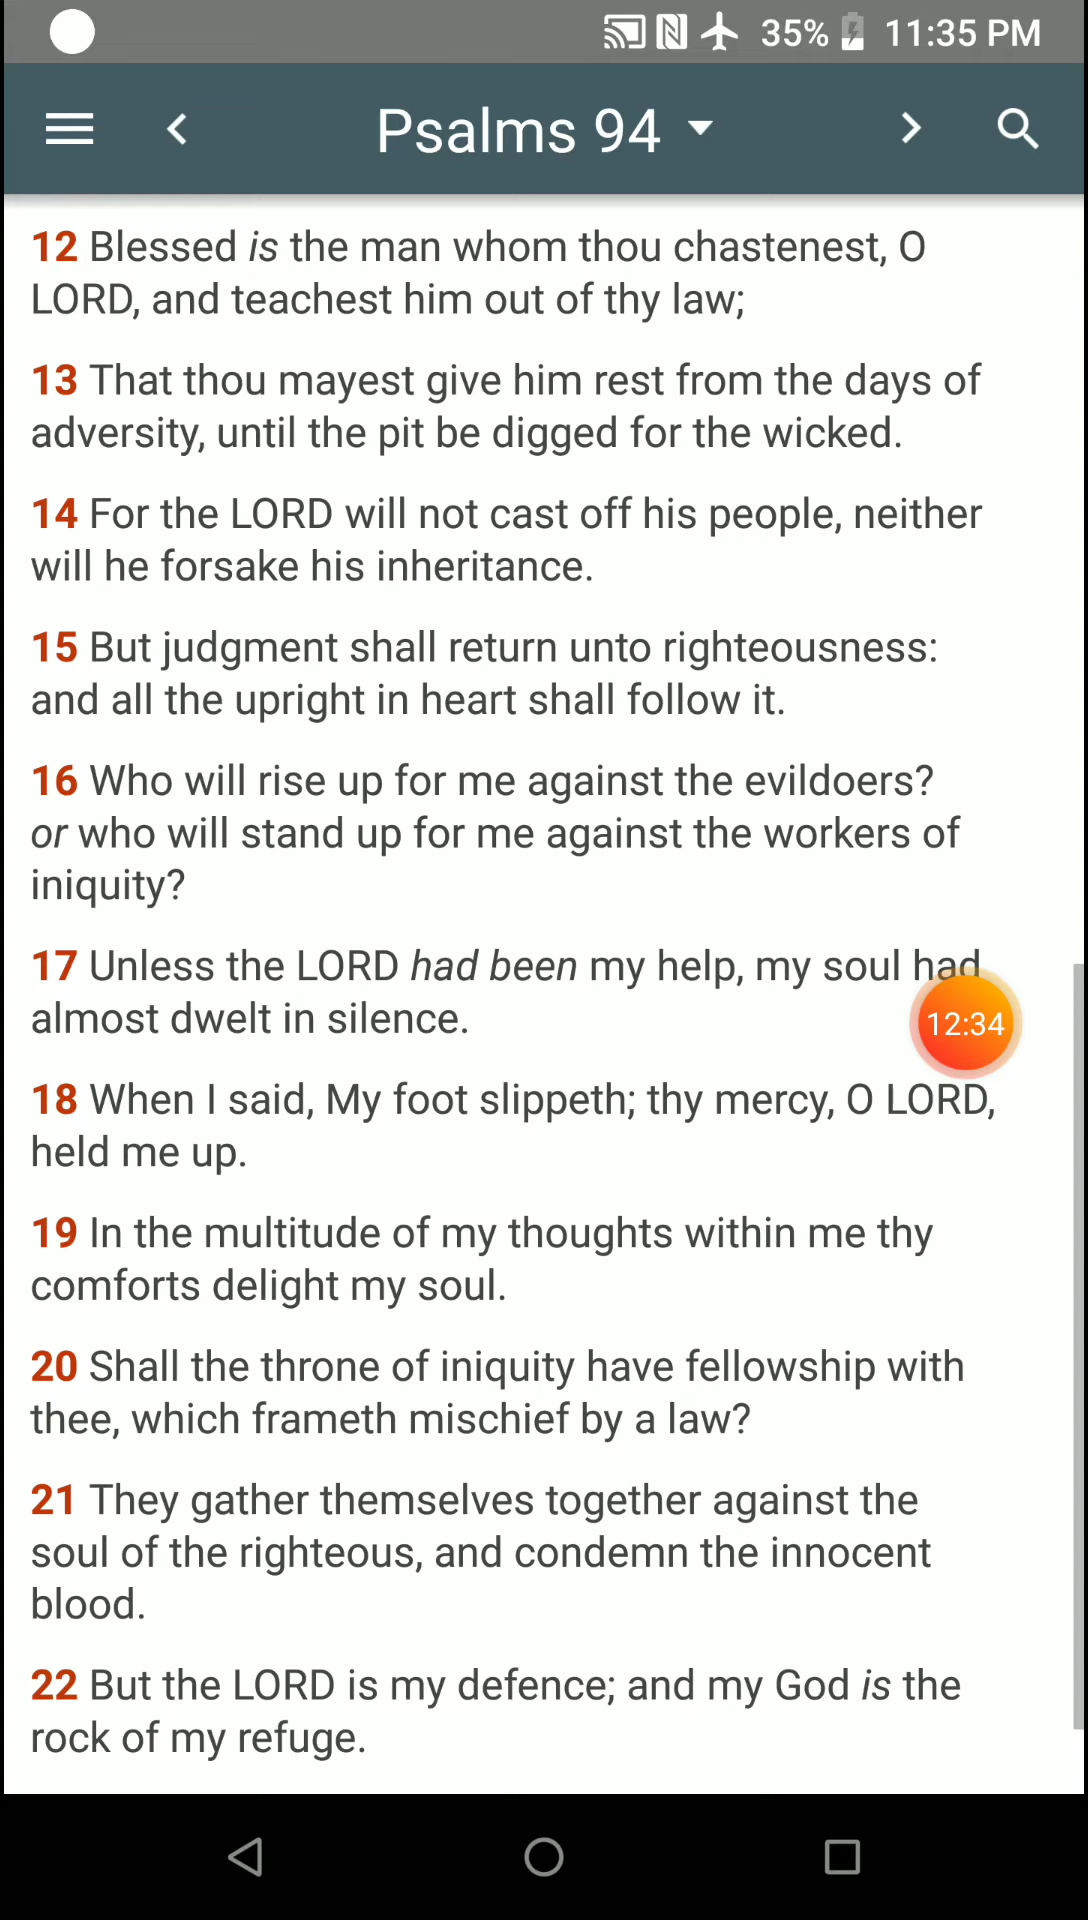 35% 11:35 PM
Psalms 94
12 Blessed is the man whom thou chastenest, O
LORD, and teachest him out of thy law;
13 That thou mayest give him rest from the days of
adversity, until the pit be digged for the wicked.
14 For the LORD will not cast off his people, neither
will he forsake his inheritance.
15 But judgment shall return unto righteousness:
and all the upright in heart shall follow it.
16 Who will rise up for me against the evildoers?
or who will stand up for me against the workers of
iniquity?
17 Unless the LORD had been my help, my soul had
almost dwelt in silence.
12:34
18 When I said, My foot slippeth; thy mercy, O LORD,
held me up.
19 In the multitude of my thoughts within me thy
comforts delight my soul.
20 Shall the throne of iniquity have fellowship with
thee, which frameth mischief by a law?
21 They gather themselves together against the
soul of the righteous, and condemn the innocent
blood.
22 But the LORD is my defence; and my God is the
rock of my refuge.